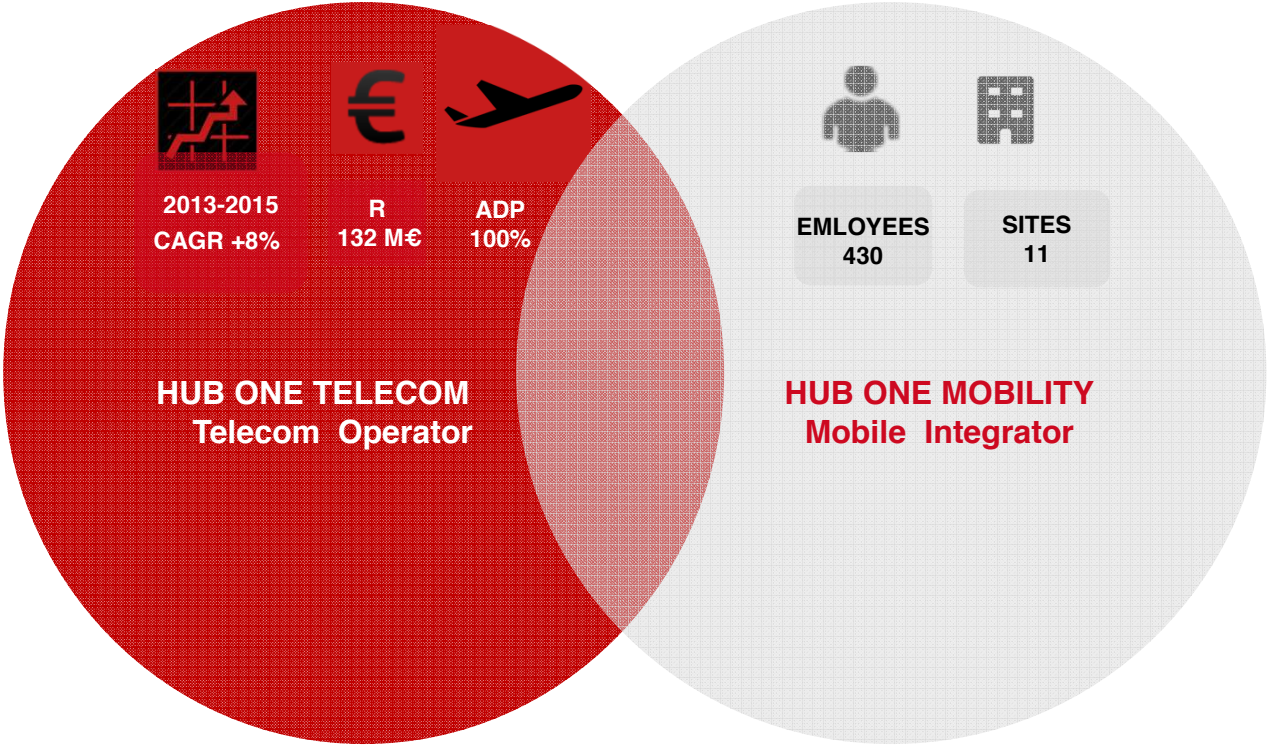 2013-2015
CAGR +8%
R
132 M€
ADP
100%
EMLOYEES
430
SITES
11
HUB ONE TELECOM
Telecom Operator
HUB ONE MOBILITY
Mobile Integrator